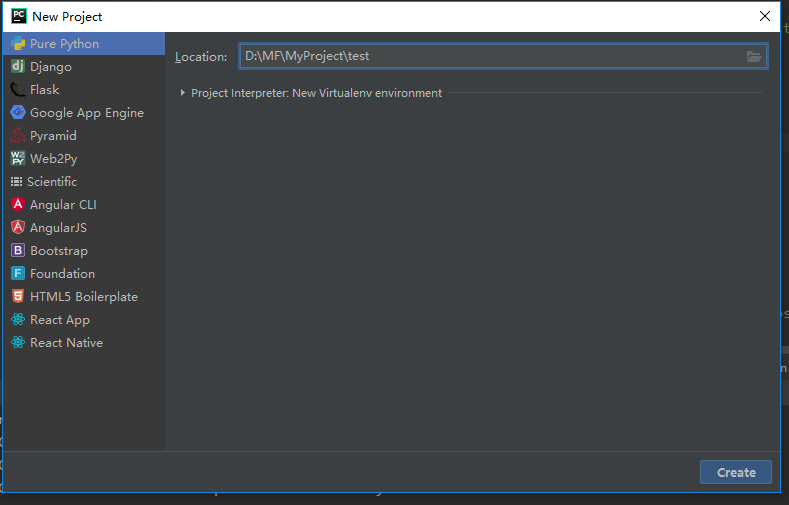 New Project
Pure Python
Django
Flask
Google App Engine
Pyramid
Web2Py
Scientific
Angular CLI
AngularJS
Bootstrap
Foundation
HTML5 Boilerplate
React App
React Native
Location: D:\MF\MyProject\test
Project Interpreter: New Virtualenv environment
Create